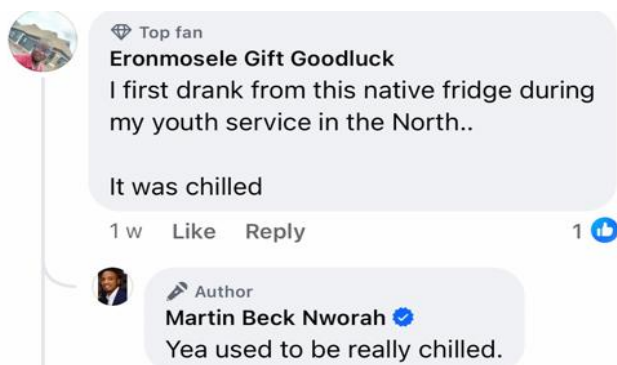 Top fan
Eronmosele Gift Goodluck
I first drank from this native fridge during
my youth service in the North..
It was chilled
1 w Like Reply 1
Author
Martin Beck Nworah
Yea used to be really chilled.